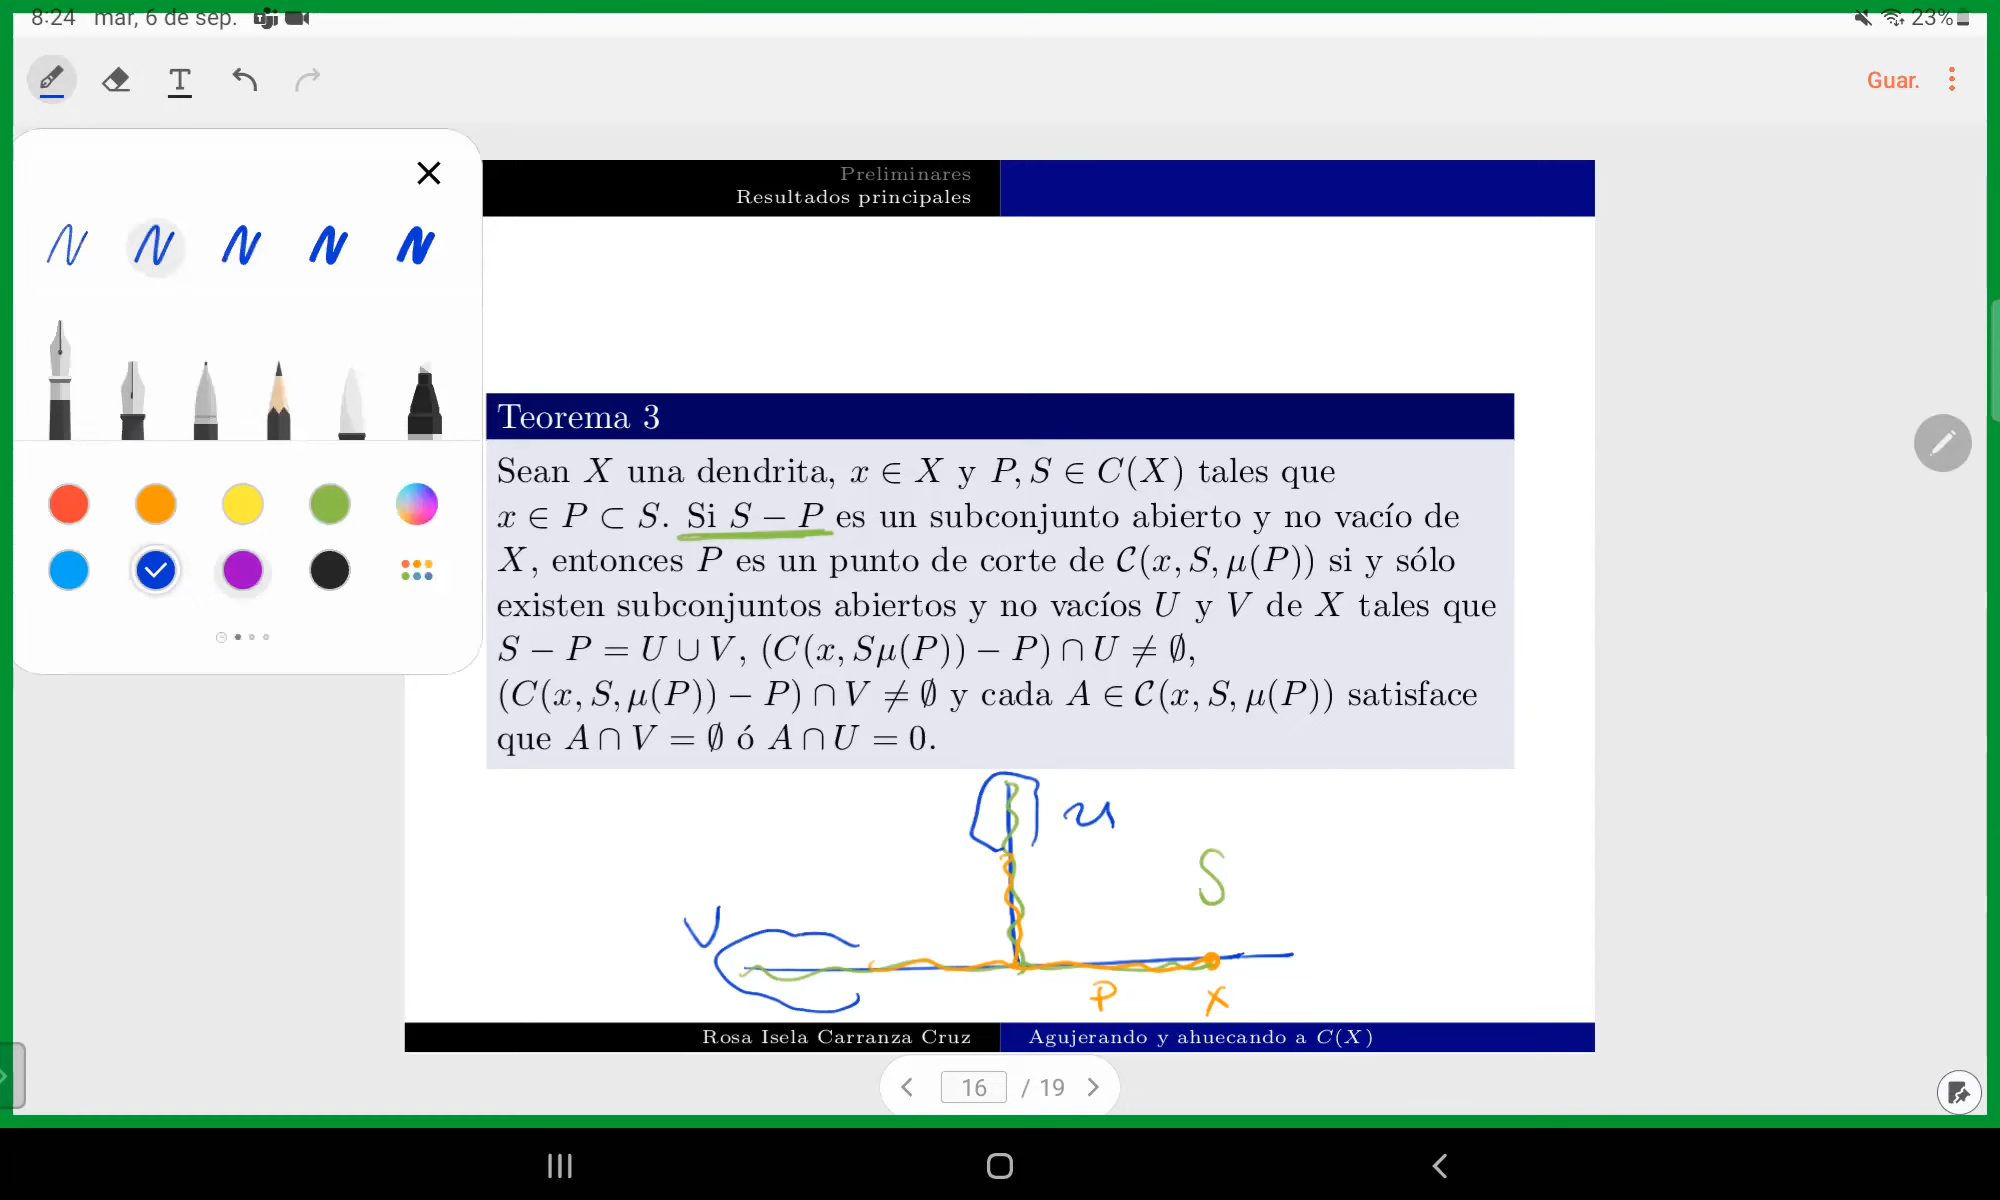 8:24 mar, 6 de sep. 23%
T Guar.
Preliminares
Resultados principales
Teorema 3
Sean X una dendrita, x ∈ X y P, S ∈ C(X) tales que
x ∈ P ⊂ S. Si S − P es un subconjunto abierto y no vacío de
X, entonces P es un punto de corte de 𝒞(x, S, μ(P)) si y sólo
existen subconjuntos abiertos y no vacíos U y V de X tales que
S − P = U ∪ V, (C(x, Sμ(P)) − P) ∩ U ≠ ∅,
(C(x, S, μ(P)) − P) ∩ V ≠ ∅ y cada A ∈ 𝒞(x, S, μ(P)) satisface
que A ∩ V = ∅ ó A ∩ U = 0.
U
S
V
P x
Rosa Isela Carranza Cruz Agujerando y ahuecando a C(X)
16 / 19